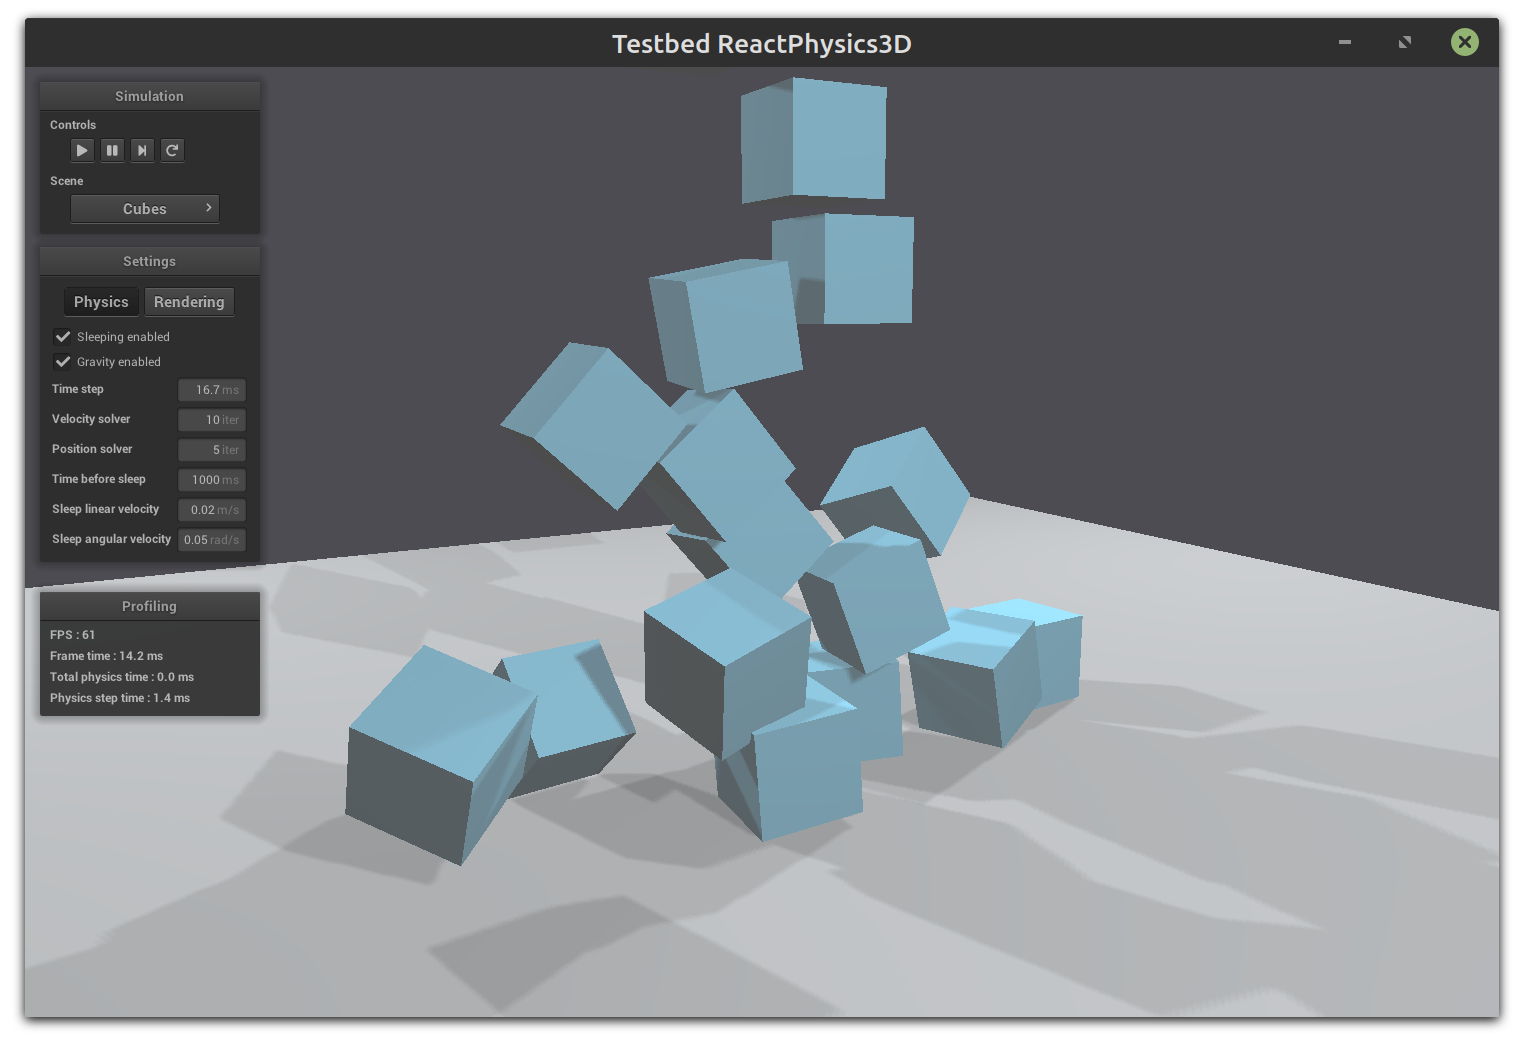 Testbed ReactPhysics3D
Simulation
Controls
Scene
Cubes
Settings
Physics Rendering
Sleeping enabled
Gravity enabled
Time step 16.7 ms
Velocity solver 10 iter
Position solver 5 iter
Time before sleep 1000 ms
Sleep linear velocity 0.02 m/s
Sleep angular velocity 0.05 rad/s
Profiling
FPS : 61
Frame time : 14.2 ms
Total physics time : 0.0 ms
Physics step time : 1.4 ms